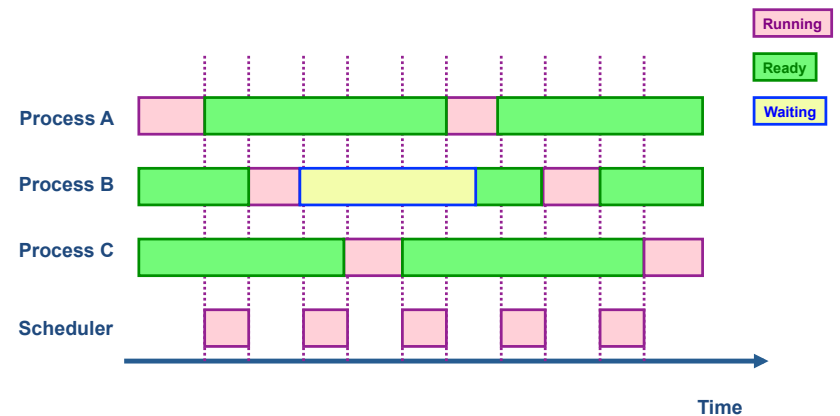 Running
Ready
Waiting
Process A
Process B
Process C
Scheduler
Time